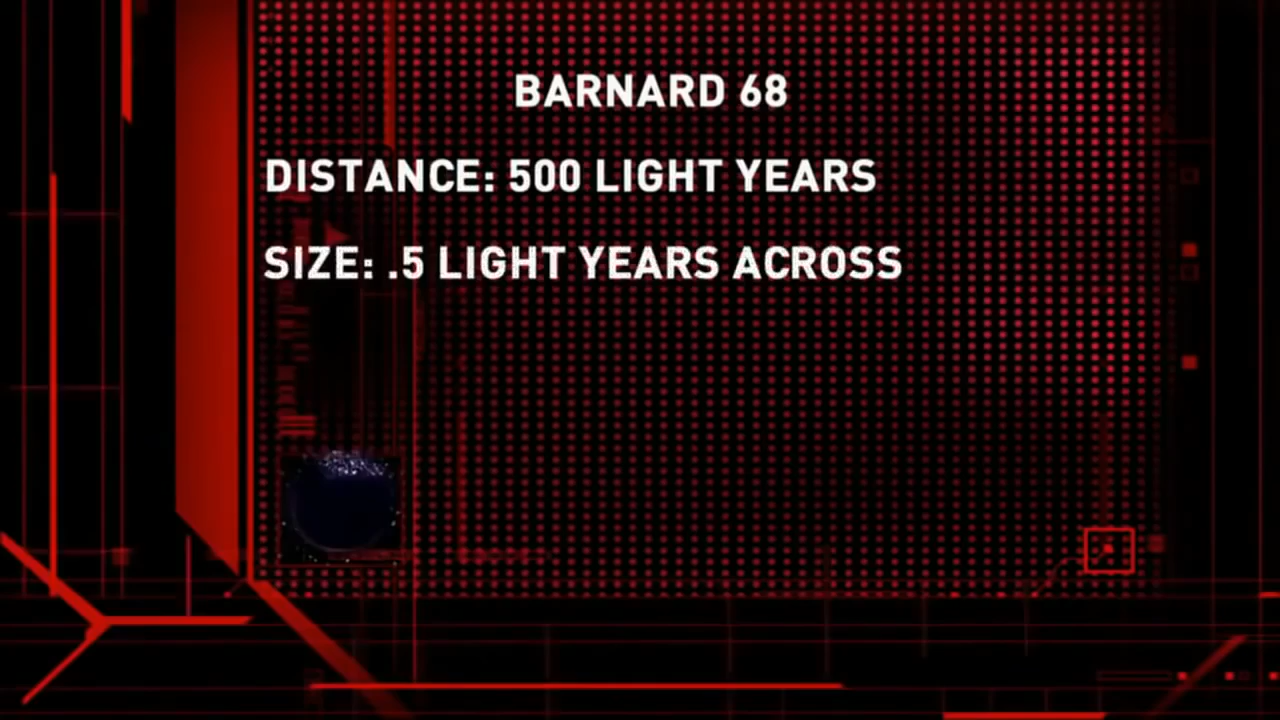 BARNARD 68
DISTANCE: 500 LIGHT YEARS
SIZE: .5 LIGHT YEARS ACROSS